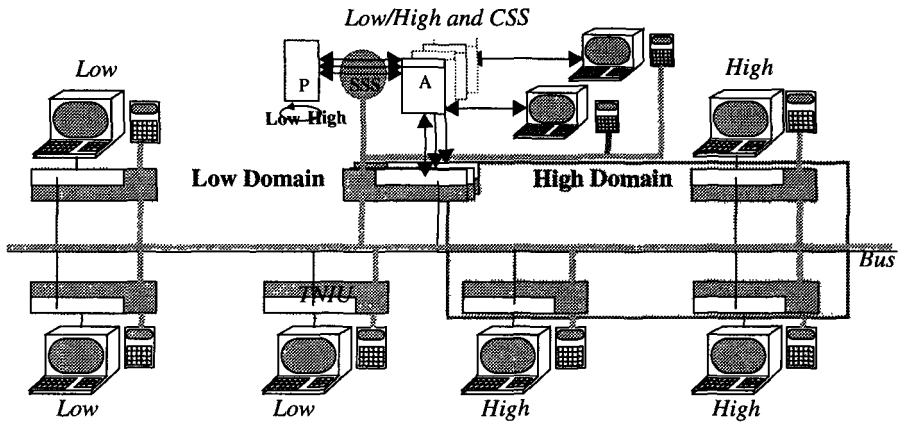 Low/High and CSS
Low
P
SSS
A
High
Low High
Low Domain
High Domain
Bus
TNIU
Low
Low
High
High